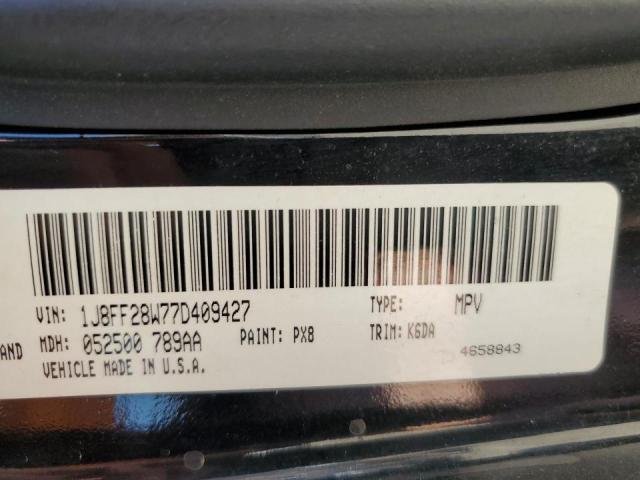 VIN: 1J8FF28W77D409427 TYPE: MPV
AND MDH: 052500 789AA PAINT: PX8 TRIM: K6DA
VEHICLE MADE IN U.S.A. 4658843